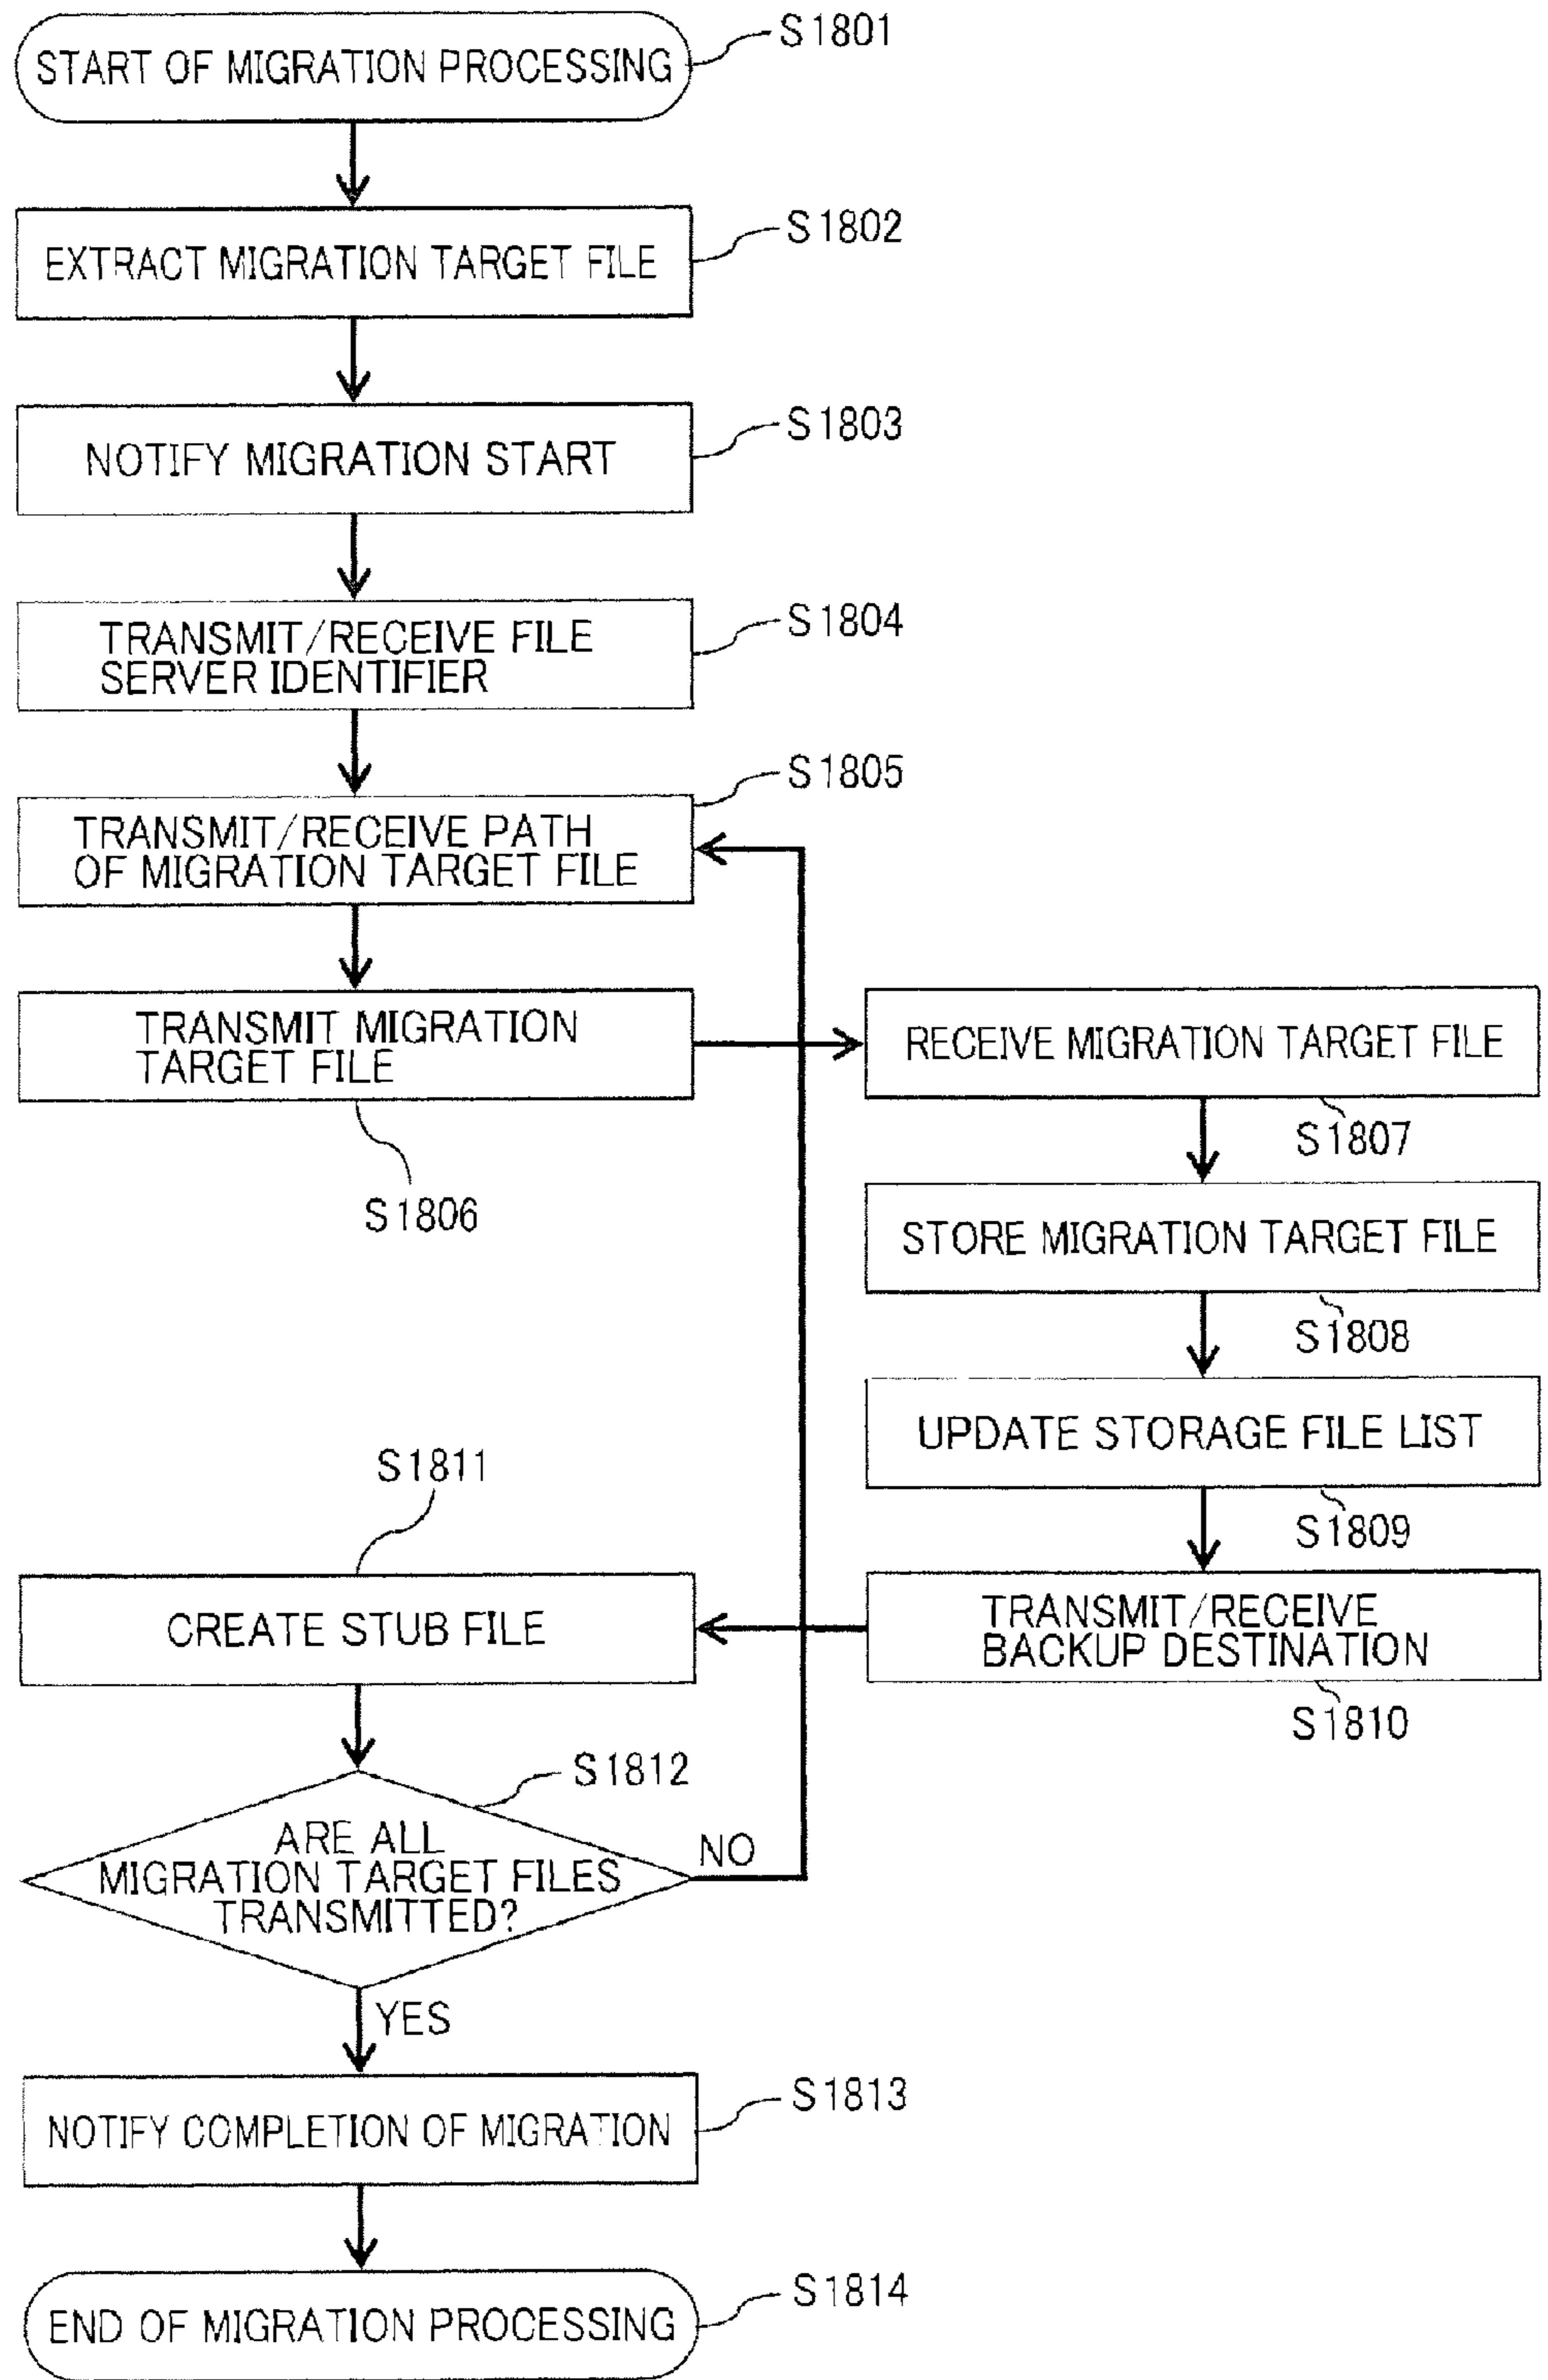 START OF MIGRATION PROCESSING
S1801
EXTRACT MIGRATION TARGET FILE
S1802
NOTIFY MIGRATION START
S1803
TRANSMIT/RECEIVE FILE
SERVER IDENTIFIER
S1804
TRANSMIT/RECEIVE PATH
OF MIGRATION TARGET FILE
S1805
TRANSMIT MIGRATION
TARGET FILE
S1806
RECEIVE MIGRATION TARGET FILE
S1807
STORE MIGRATION TARGET FILE
S1808
UPDATE STORAGE FILE LIST
S1809
TRANSMIT/RECEIVE
BACKUP DESTINATION
S1810
S1811
CREATE STUB FILE
S1812
ARE ALL
MIGRATION TARGET FILES
TRANSMITTED?
NO
YES
NOTIFY COMPLETION OF MIGRATION
S1813
END OF MIGRATION PROCESSING
S1814